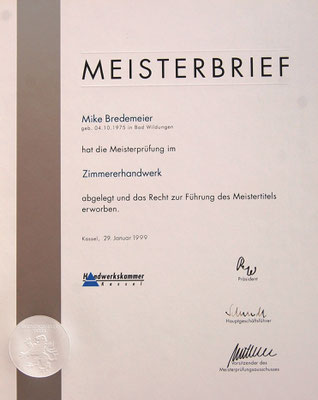 MEISTERBRIEF
Mike Bredemeier
geb. 04.10.1975 in Bad Wildungen
hat die Meisterprüfung im
Zimmererhandwerk
abgelegt und das Recht zur Führung des Meistertitels
erworben.
Kassel, 29. Januar 1999
Handwerkskammer
Kassel
Präsident
Hauptgeschäftsführer
Vorsitzender des
Meisterprüfungsausschusses